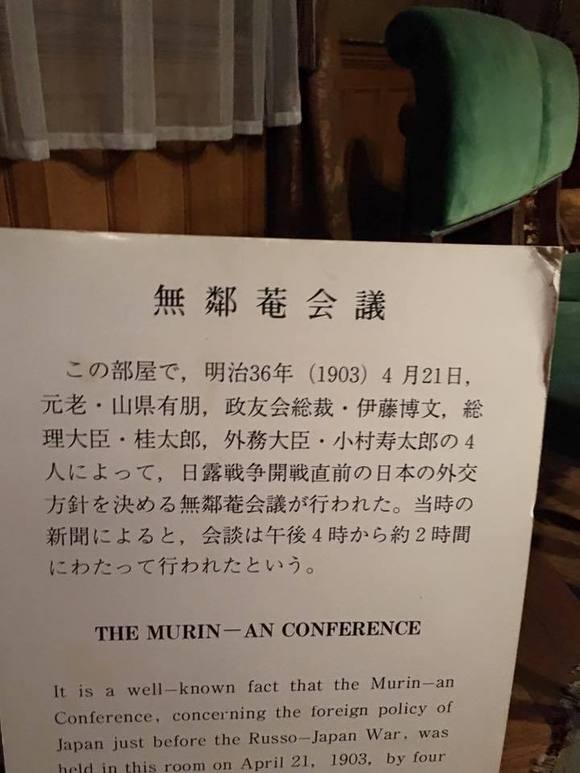 無鄰菴会議
この部屋で，明治36年（1903）4月21日，
元老・山県有朋，政友会総裁・伊藤博文，総
理大臣・桂太郎，外務大臣・小村寿太郎の4
人によって，日露戦争開戦直前の日本の外交
方針を決める無鄰菴会議が行われた。当時の
新聞によると，会談は午後4時から約2時間
にわたって行われたという。
THE MURIN—AN CONFERENCE
It is a well—known fact that the Murin—an
Conference, concerning the foreign policy of
Japan just before the Russo—Japan War, was
held in this room on April 21, 1903, by four